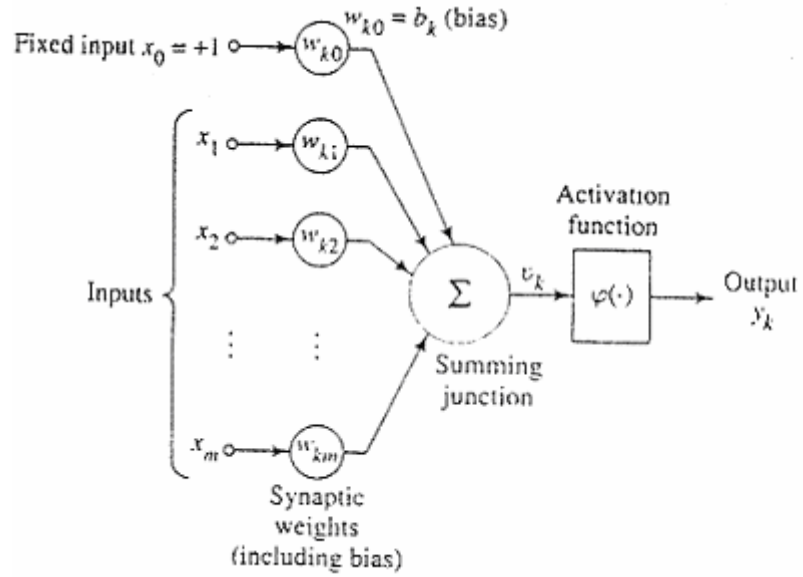 w_k0 = b_k (bias)
Fixed input x_0 = +1
w_k0
x_1
w_k1
x_2
w_k2
Inputs
⋮ ⋮
x_m
w_km
Σ
Summing
junction
v_k
Activation
function
φ(·)
Output
y_k
Synaptic
weights
(including bias)